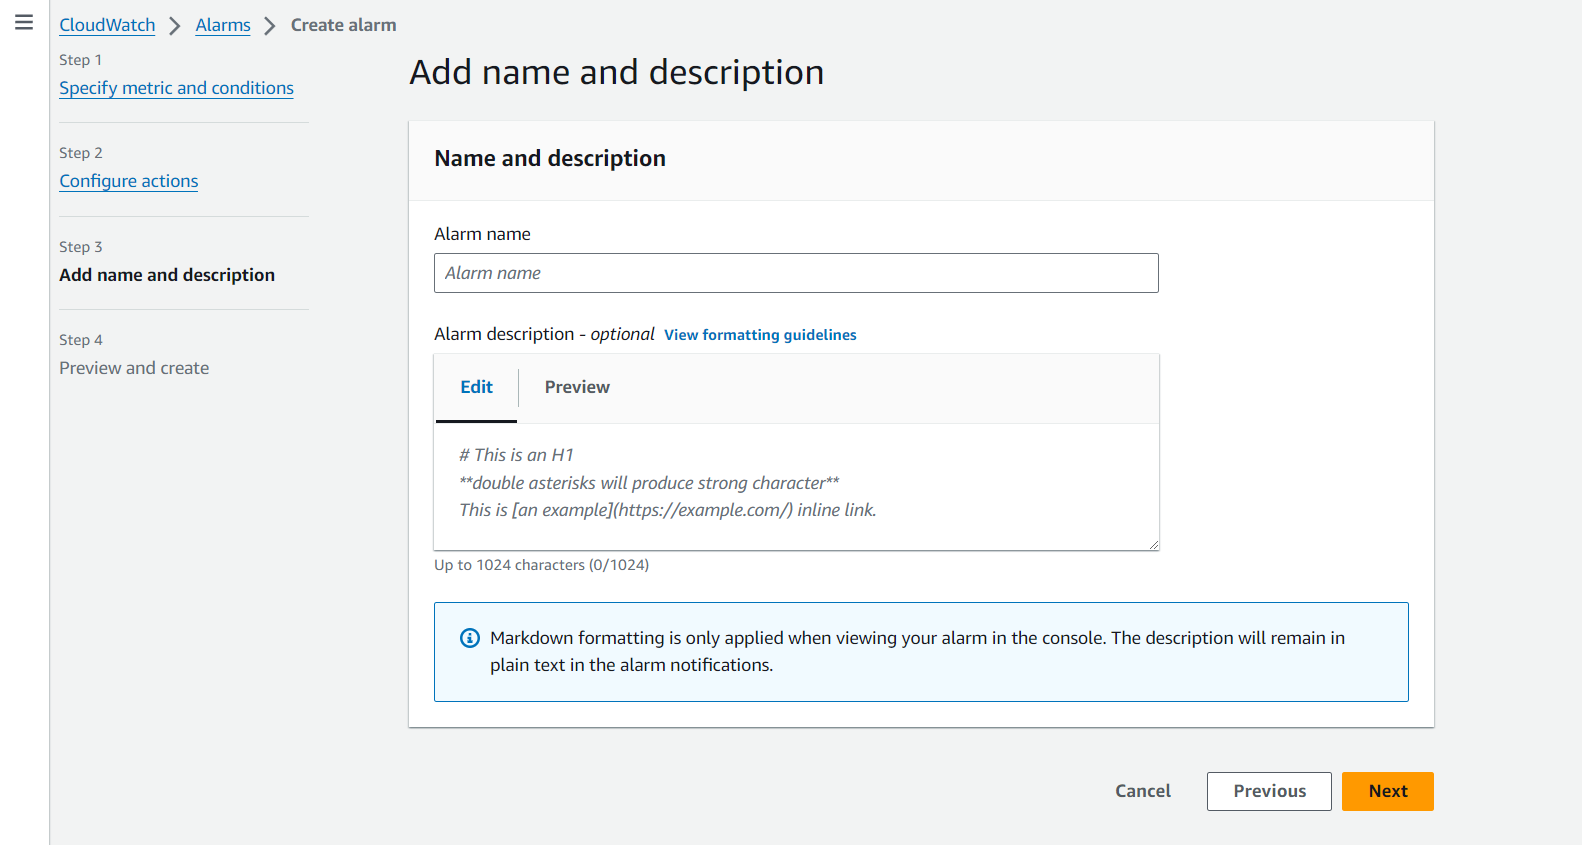 CloudWatch > Alarms > Create alarm
Step 1
Specify metric and conditions
Step 2
Configure actions
Step 3
Add name and description
Step 4
Preview and create
Add name and description
Name and description
Alarm name
Alarm name
Alarm description - optional View formatting guidelines
Edit Preview
# This is an H1
**double asterisks will produce strong character**
This is [an example](https://example.com/) inline link.
Up to 1024 characters (0/1024)
Markdown formatting is only applied when viewing your alarm in the console. The description will remain in
plain text in the alarm notifications.
Cancel Previous Next